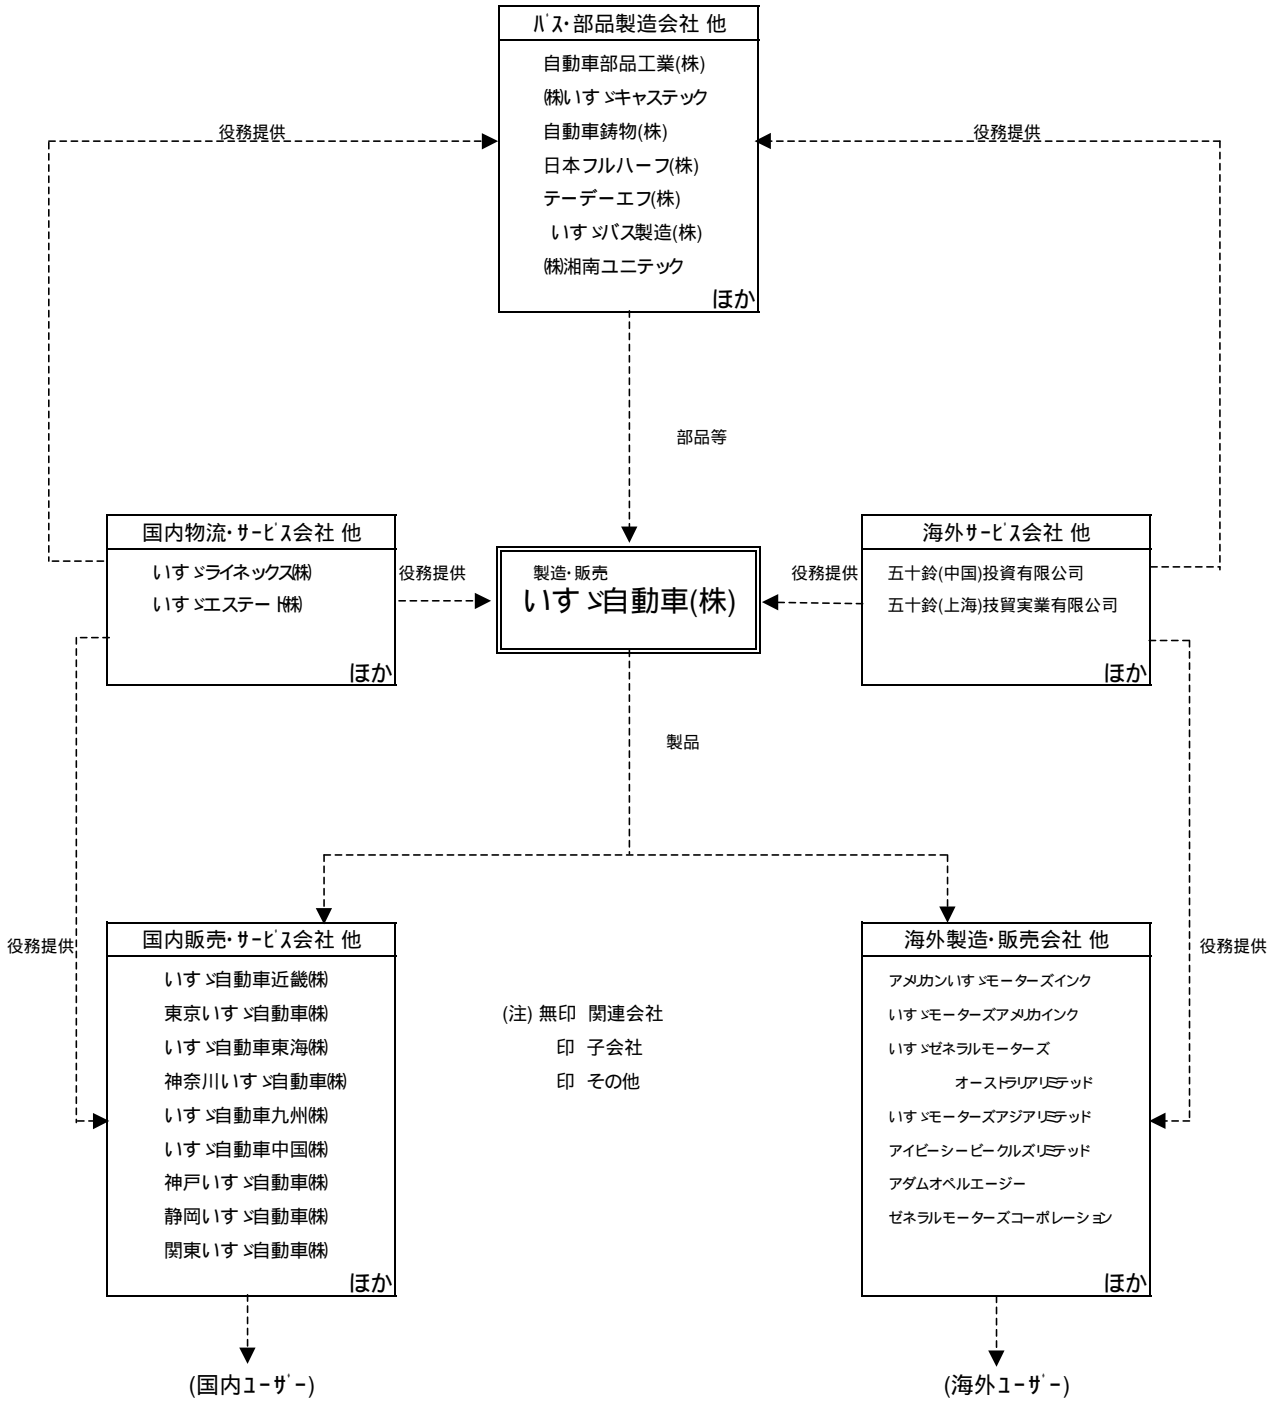 バス・部品製造会社 他
自動車部品工業(株)
(株)いすゞキャステック
自動車鋳物(株)
日本フルハーフ(株)
テーデーエフ(株)
いすゞバス製造(株)
(株)湘南ユニテック
ほか
役務提供
役務提供
部品等
国内物流・サービス会社 他
いすゞライネックス(株)
いすゞエステート(株)
ほか
役務提供
製造・販売
いすゞ自動車(株)
役務提供
海外サービス会社 他
五十鈴(中国)投資有限公司
五十鈴(上海)技貿実業有限公司
ほか
製品
役務提供
国内販売・サービス会社 他
いすゞ自動車近畿(株)
東京いすゞ自動車(株)
いすゞ自動車東海(株)
神奈川いすゞ自動車(株)
いすゞ自動車九州(株)
いすゞ自動車中国(株)
神戸いすゞ自動車(株)
静岡いすゞ自動車(株)
関東いすゞ自動車(株)
ほか
(注) 無印 関連会社
印 子会社
印 その他
海外製造・販売会社 他
アメリカンいすゞモーターズインク
いすゞモーターズアメリカインク
いすゞゼネラルモーターズ
オーストラリアリミテッド
いすゞモーターズアジアリミテッド
アイビーシービークルズリミテッド
アダムオペルエージー
ゼネラルモーターズコーポレーション
ほか
役務提供
(国内ユーザー)
(海外ユーザー)